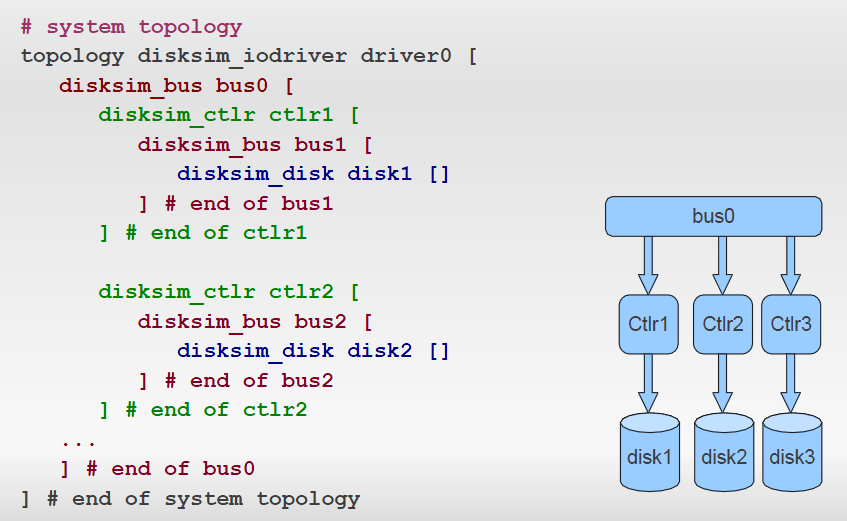 # system topology
topology disksim_iodriver driver0 [
disksim_bus bus0 [
disksim_ctlr ctlr1 [
disksim_bus bus1 [
disksim_disk disk1 []
] # end of bus1
] # end of ctlr1
disksim_ctlr ctlr2 [
disksim_bus bus2 [
disksim_disk disk2 []
] # end of bus2
] # end of ctlr2
...
] # end of bus0
] # end of system topology
bus0
Ctlr1 Ctlr2 Ctlr3
disk1 disk2 disk3